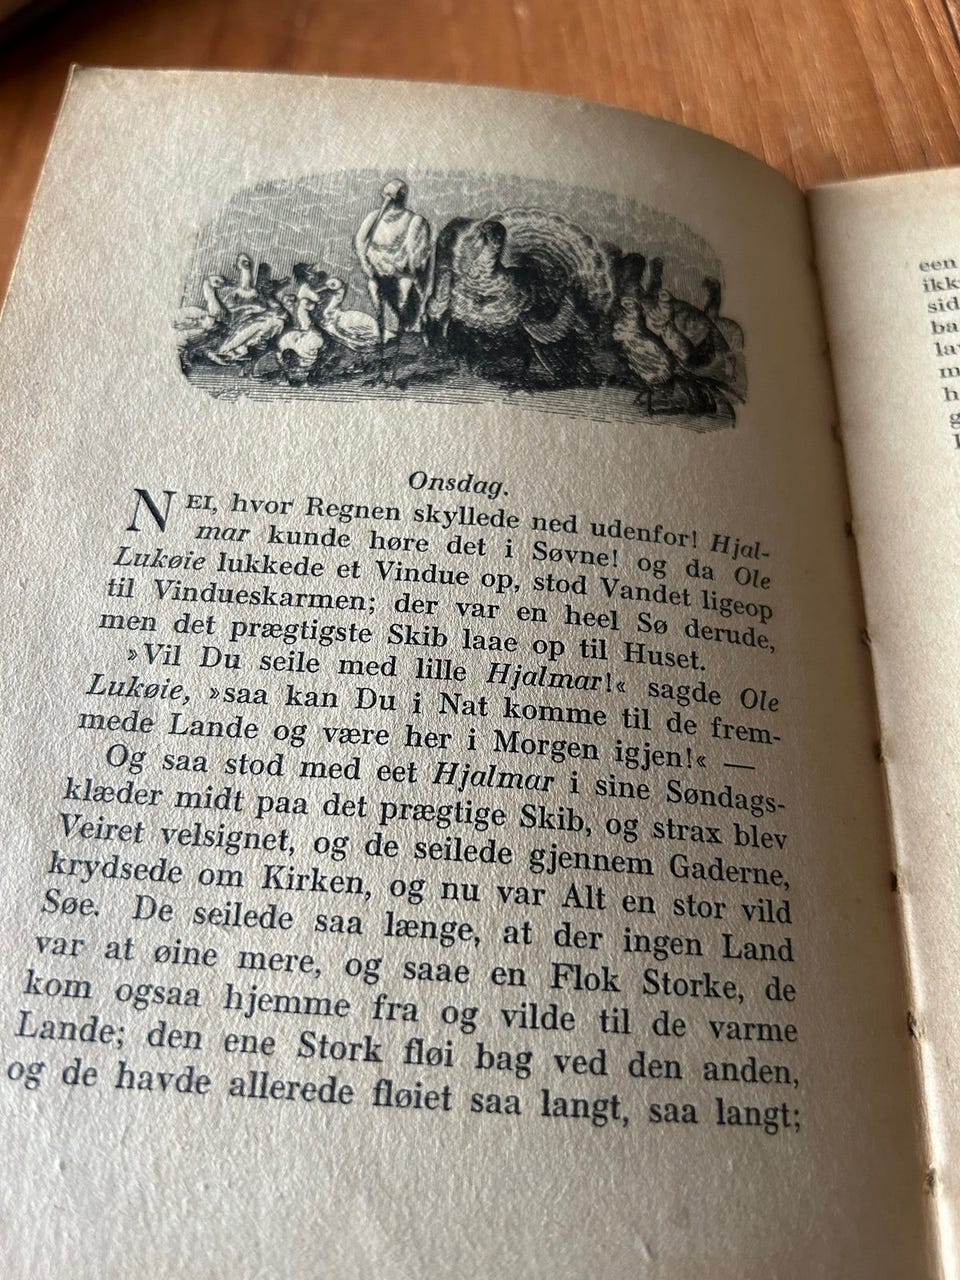 Onsdag.
NEI, hvor Regnen skyllede ned udenfor! Hjal-
mar kunde høre det i Søvne! og da Ole
Lukøie lukkede et Vindue op, stod Vandet ligeop
til Vindueskarmen; der var en heel Sø derude,
men det prægtigste Skib laae op til Huset.
»Vil Du seile med lille Hjalmar!« sagde Ole
Lukøie, »saa kan Du i Nat komme til de frem-
mede Lande og være her i Morgen igjen!« —
Og saa stod med eet Hjalmar i sine Søndags-
klæder midt paa det prægtige Skib, og strax blev
Veiret velsignet, og de seilede gjennem Gaderne,
krydsede om Kirken, og nu var Alt en stor vild
Søe. De seilede saa længe, at der ingen Land
var at øine mere, og saae en Flok Storke, de
kom ogsaa hjemme fra og vilde til de varme
Lande; den ene Stork fløi bag ved den anden,
og de havde allerede fløiet saa langt, saa langt;
een